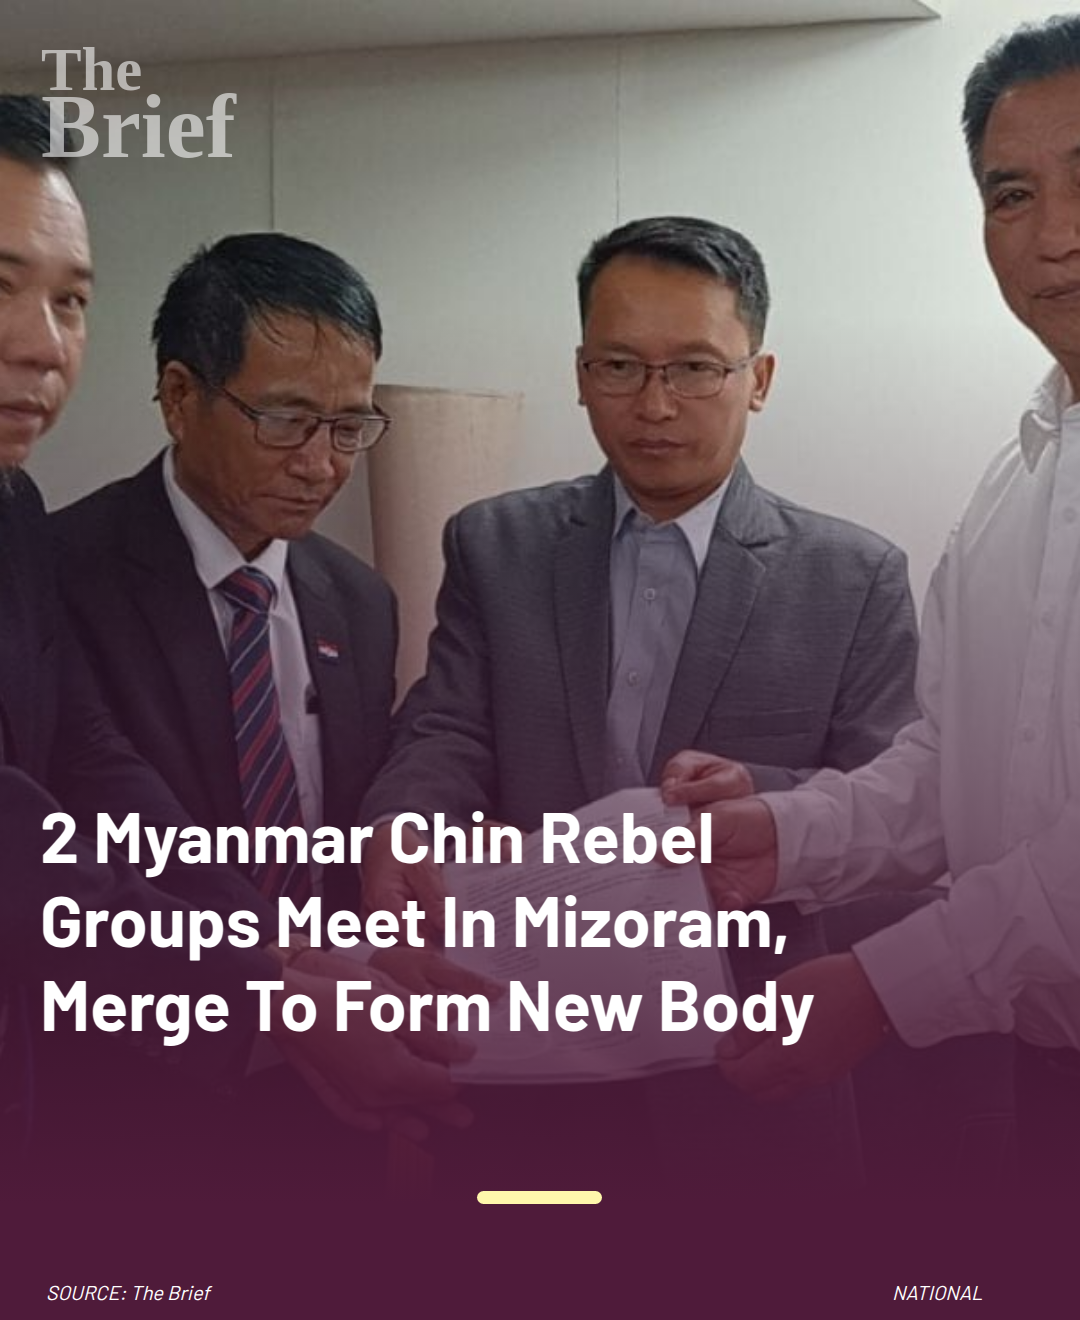 The
Brief
2 Myanmar Chin Rebel
Groups Meet In Mizoram,
Merge To Form New Body
SOURCE: The Brief
NATIONAL